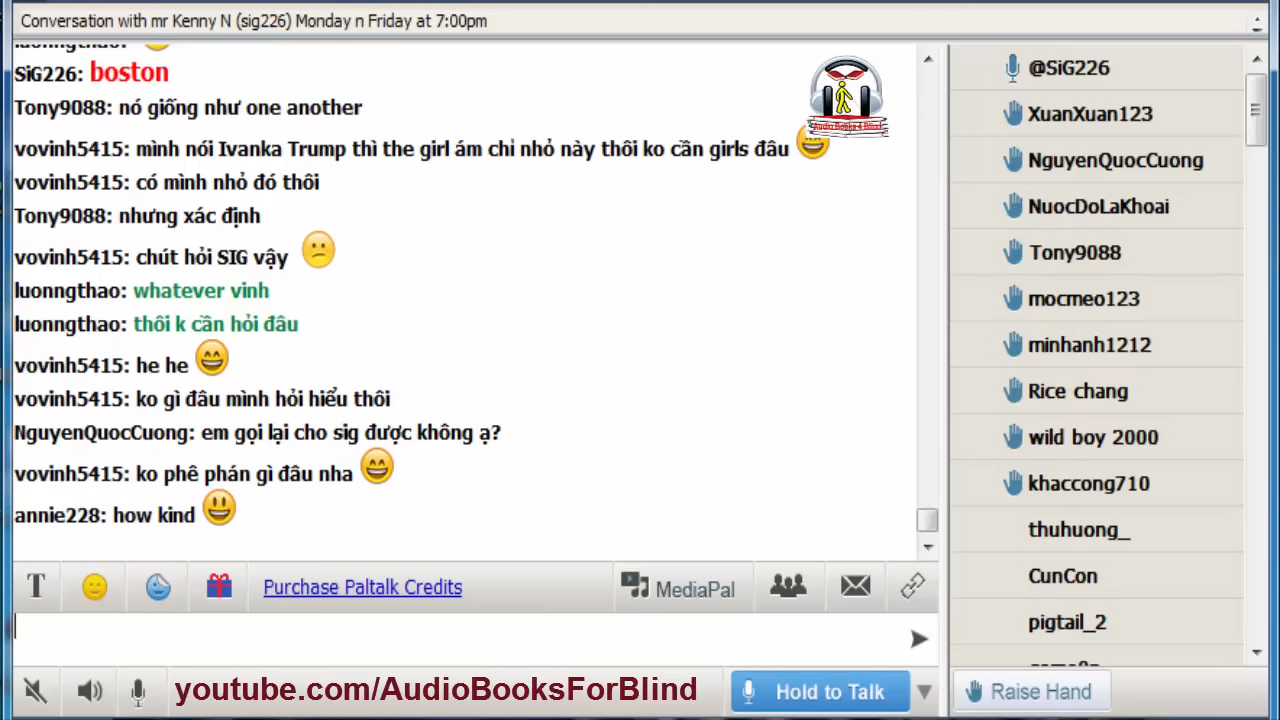 Conversation with mr Kenny N (sig226) Monday n Friday at 7:00pm
SiG226: boston
Tony9088: nó giống như one another
vovinh5415: mình nói Ivanka Trump thì the girl ám chỉ nhỏ này thôi ko cần girls đâu
vovinh5415: có mình nhỏ đó thôi
Tony9088: nhưng xác định
vovinh5415: chút hỏi SIG vậy
luonngthao: whatever vinh
luonngthao: thôi k cần hỏi đâu
vovinh5415: he he
vovinh5415: ko gì đâu mình hỏi hiểu thôi
NguyenQuocCuong: em gọi lại cho sig được không ạ?
vovinh5415: ko phê phán gì đâu nha
annie228: how kind
Audio Books 4 Blind
@SiG226
XuanXuan123
NguyenQuocCuong
NuocDoLaKhoai
Tony9088
mocmeo123
minhanh1212
Rice chang
wild boy 2000
khaccong710
thuhuong_
CunCon
pigtail_2
T
Purchase Paltalk Credits
MediaPal
youtube.com/AudioBooksForBlind
Hold to Talk
Raise Hand